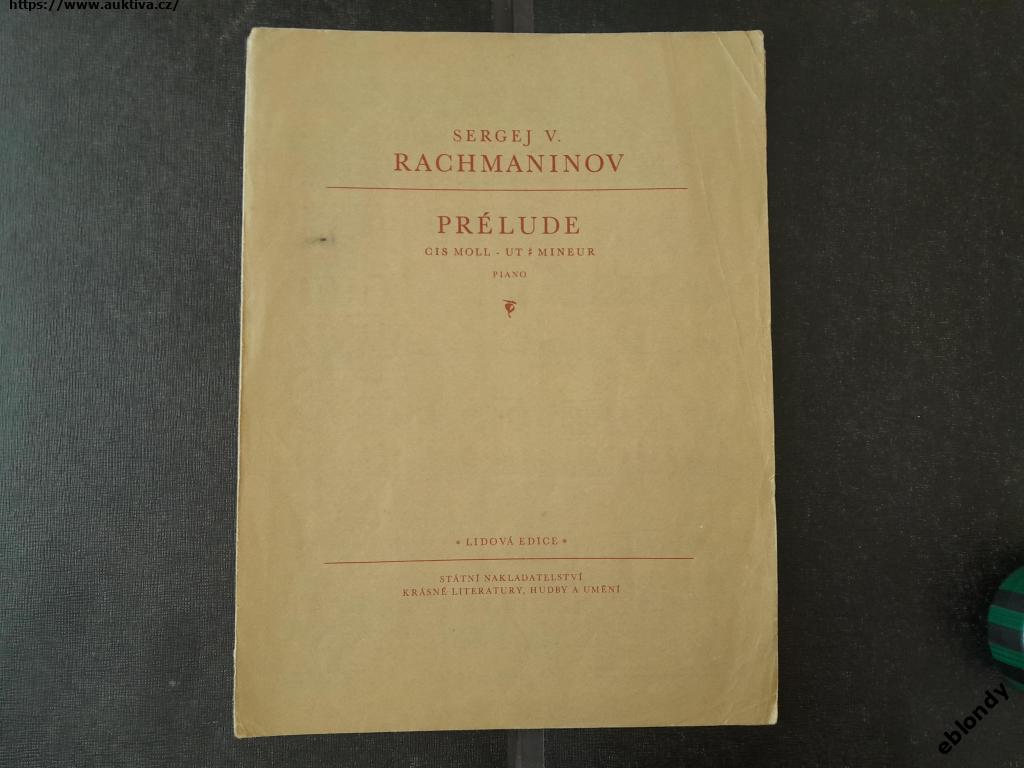 https://www.auktiva.cz/
SERGEJ V.
RACHMANINOV
PRÉLUDE
CIS MOLL - UT ♯ MINEUR
PIANO
* LIDOVÁ EDICE *
STÁTNÍ NAKLADATELSTVÍ
KRÁSNÉ LITERATURY, HUDBY A UMĚNÍ
eblondy